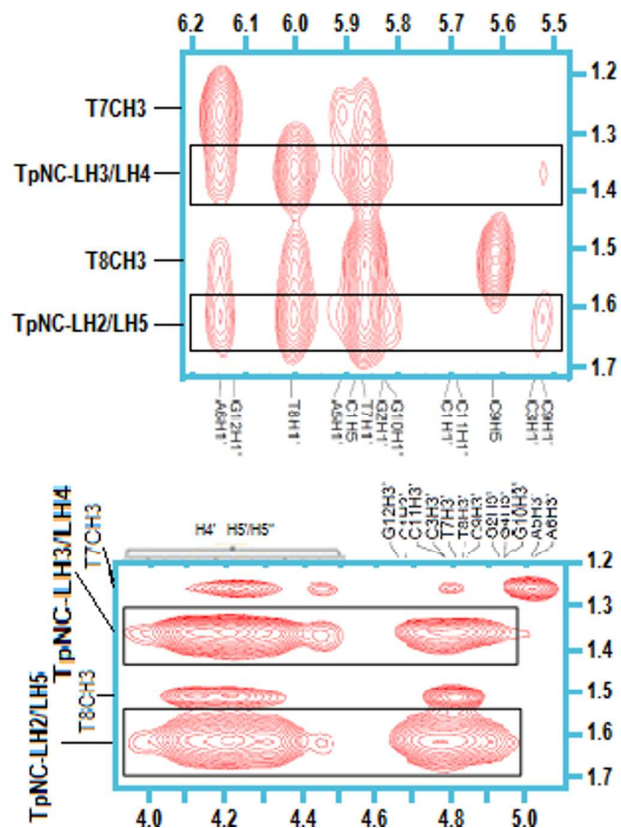 6.2 6.1 6.0 5.9 5.8 5.7 5.6 5.5
1.2
T7CH3
1.3
TpNC-LH3/LH4
1.4
T8CH3
1.5
1.6
TpNC-LH2/LH5
1.7
A6H1' G12H1' T8H1' A5H1' C1H5 T7H1' G2H1' G10H1' C1H1' C11H1' C9H5 C3H1' C9H1'
H4' H5'/H5"
G12H3' C11H3' C3H3' T7H3' T8H3' C9H3' G10H3' A5H3' A6H3'
1.2
T7CH3
1.3
TpNC-LH3/LH4
1.4
T8CH3
1.5
1.6
TpNC-LH2/LH5
1.7
4.0 4.2 4.4 4.6 4.8 5.0